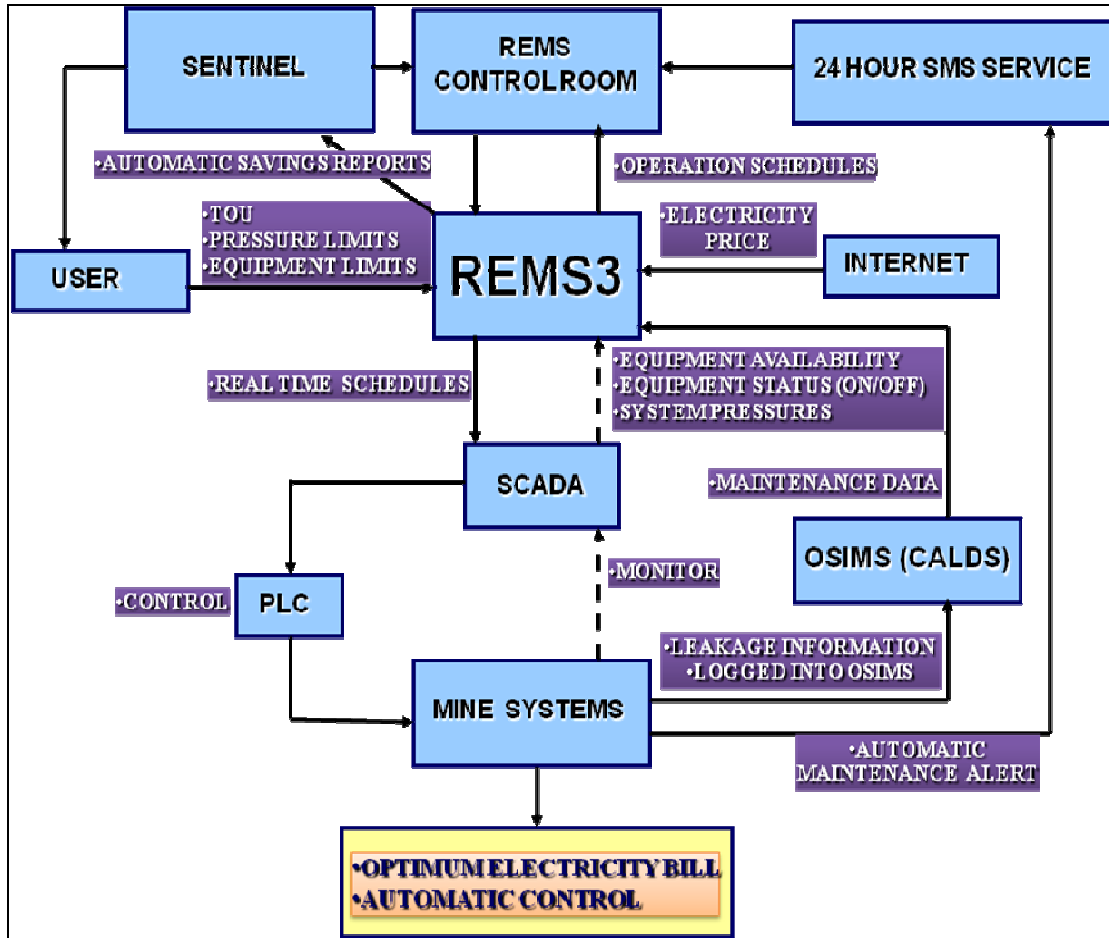 SENTINEL
REMS
CONTROLROOM
24 HOUR SMS SERVICE
•AUTOMATIC SAVINGS REPORTS
•OPERATION SCHEDULES
•TOU
•PRESSURE LIMITS
•EQUIPMENT LIMITS
•ELECTRICITY
PRICE
USER
REMS3
INTERNET
•REAL TIME SCHEDULES
•EQUIPMENT AVAILABILITY
•EQUIPMENT STATUS (ON/OFF)
•SYSTEM PRESSURES
SCADA
•MAINTENANCE DATA
OSIMS (CALDS)
•MONITOR
•CONTROL
PLC
•LEAKAGE INFORMATION
•LOGGED INTO OSIMS
MINE SYSTEMS
•AUTOMATIC
MAINTENANCE ALERT
•OPTIMUM ELECTRICITY BILL
•AUTOMATIC CONTROL